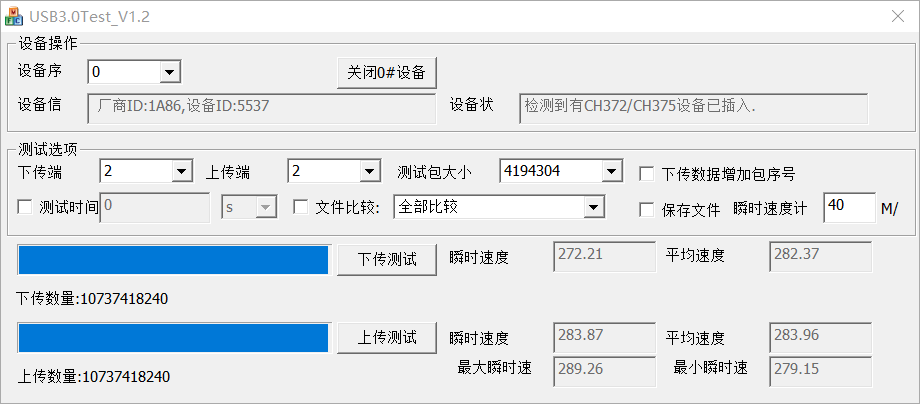 USB3.0Test_V1.2
设备操作
设备序 0 关闭0#设备
设备信 厂商ID:1A86,设备ID:5537 设备状 检测到有CH372/CH375设备已插入.
测试选项
下传端 2 上传端 2 测试包大小 4194304 下传数据增加包序号
测试时间 0 s 文件比较: 全部比较 保存文件 瞬时速度计 40 M/
下传测试 瞬时速度 272.21 平均速度 282.37
下传数量:10737418240
上传测试 瞬时速度 283.87 平均速度 283.96
上传数量:10737418240 最大瞬时速 289.26 最小瞬时速 279.15